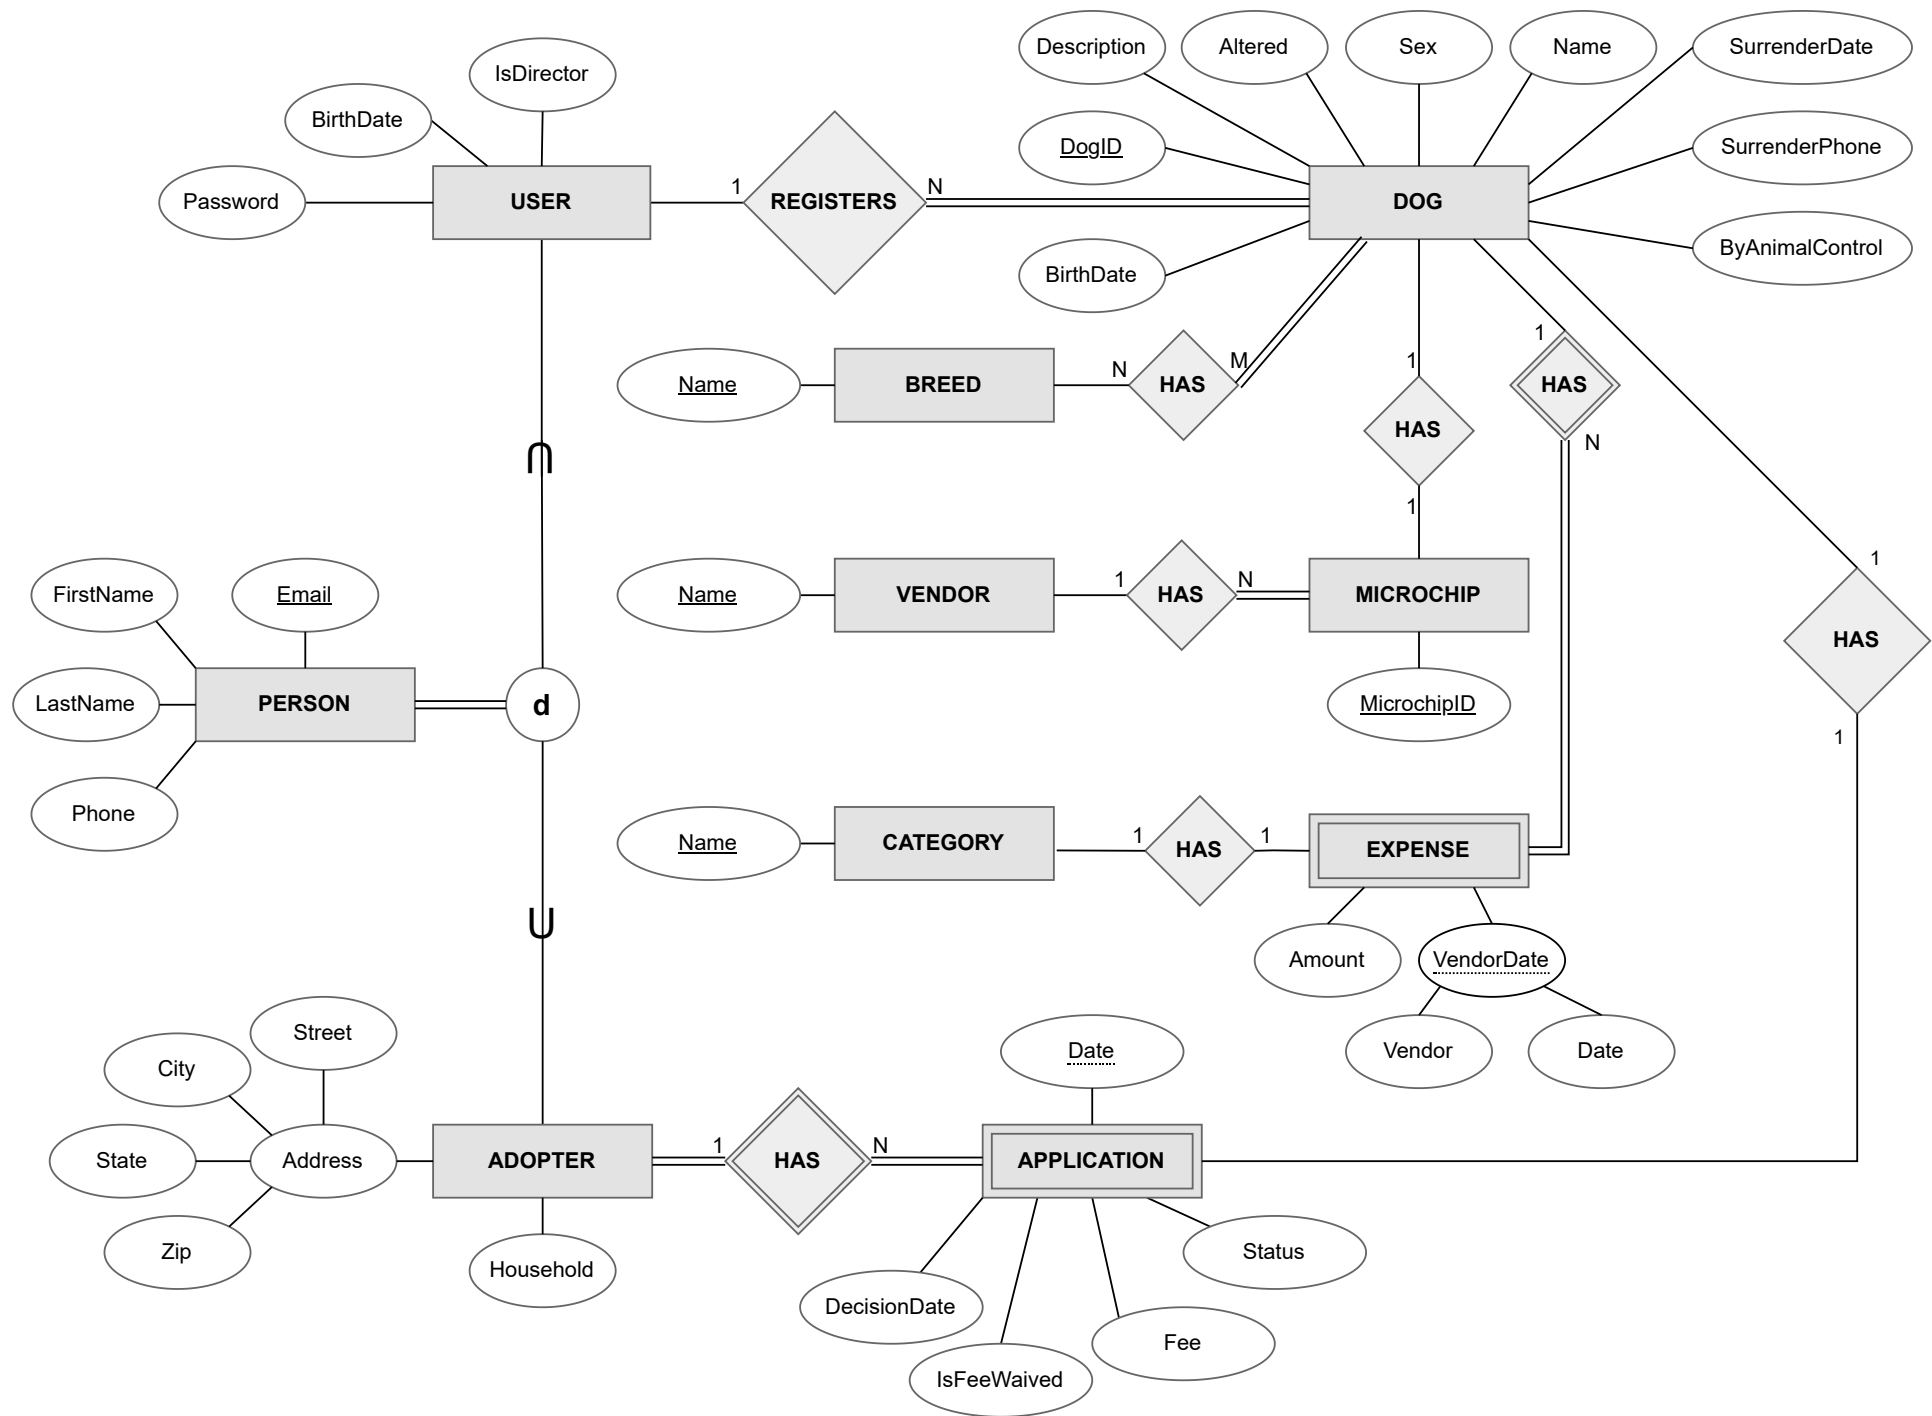 Description
Altered
Sex
Name
SurrenderDate
IsDirector
BirthDate
DogID
SurrenderPhone
Password
USER
1
REGISTERS
N
DOG
ByAnimalControl
BirthDate
Name
BREED
N
HAS
M
1
HAS
1
1
HAS
N
Name
VENDOR
1
HAS
N
MICROCHIP
MicrochipID
1
HAS
1
FirstName
Email
LastName
PERSON
d
Phone
Name
CATEGORY
1
HAS
1
EXPENSE
Amount
VendorDate
Vendor
Date
Street
City
State
Address
Zip
ADOPTER
Household
1
HAS
N
Date
APPLICATION
DecisionDate
IsFeeWaived
Fee
Status